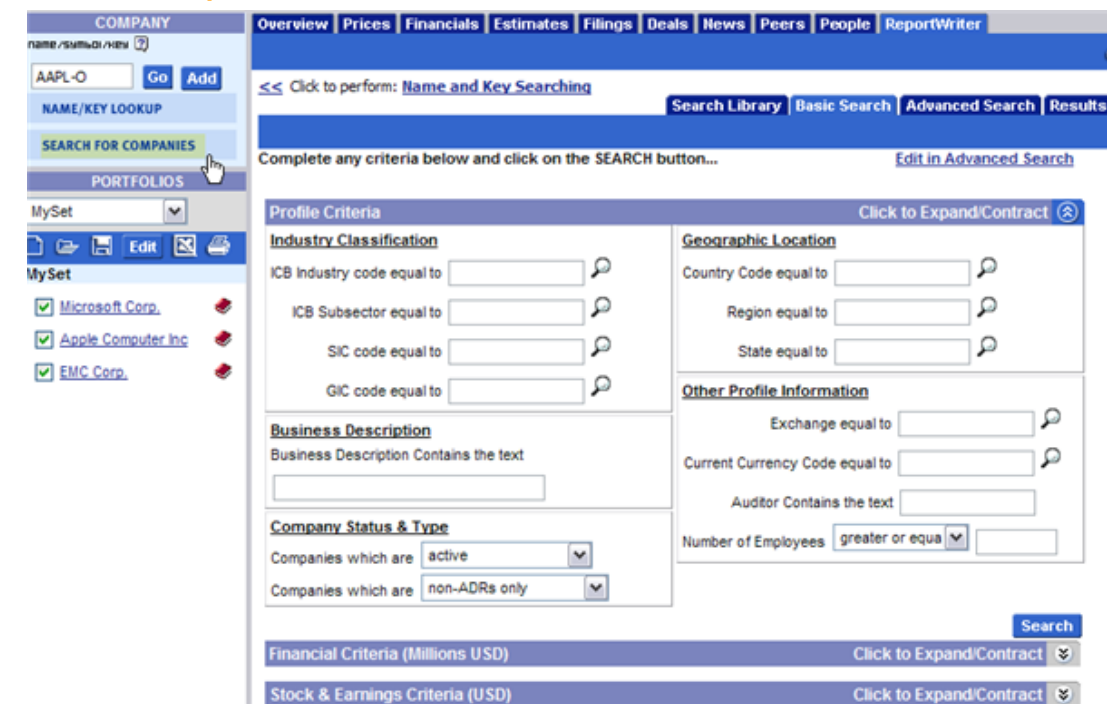 COMPANY
name/symbol/key ?
AAPL-O Go Add
NAME/KEY LOOKUP
SEARCH FOR COMPANIES
PORTFOLIOS
MySet
Edit
MySet
Microsoft Corp.
Apple Computer Inc
EMC Corp.
Overview Prices Financials Estimates Filings Deals News Peers People ReportWriter
<< Click to perform: Name and Key Searching
Search Library Basic Search Advanced Search Results
Complete any criteria below and click on the SEARCH button... Edit in Advanced Search
Profile Criteria Click to Expand/Contract
Industry Classification
ICB Industry code equal to
ICB Subsector equal to
SIC code equal to
GIC code equal to
Business Description
Business Description Contains the text
Company Status & Type
Companies which are active
Companies which are non-ADRs only
Geographic Location
Country Code equal to
Region equal to
State equal to
Other Profile Information
Exchange equal to
Current Currency Code equal to
Auditor Contains the text
Number of Employees greater or equa
Search
Financial Criteria (Millions USD) Click to Expand/Contract
Stock & Earnings Criteria (USD) Click to Expand/Contract